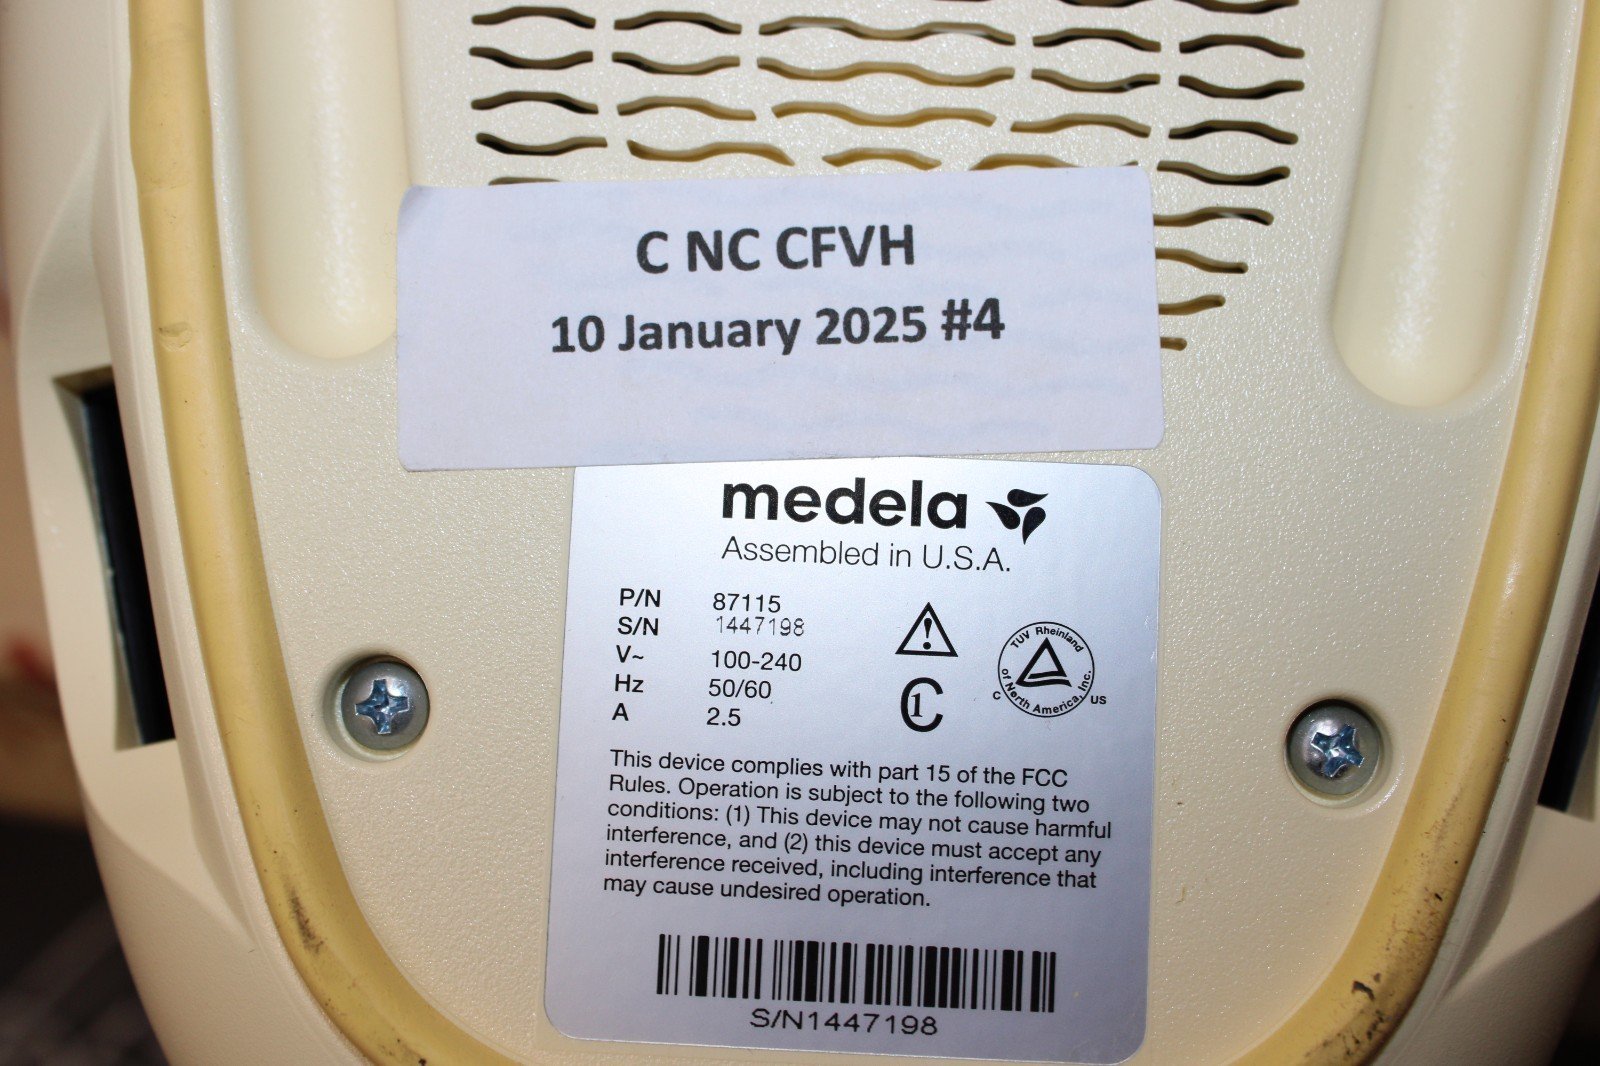 C NC CFVH
10 January 2025 #4
medela
Assembled in U.S.A.
P/N 87115
S/N 1447198
V~ 100-240
Hz 50/60
A 2.5
TUV Rheinland
of North America, Inc.
C US
C1
This device complies with part 15 of the FCC
Rules. Operation is subject to the following two
conditions: (1) This device may not cause harmful
interference, and (2) this device must accept any
interference received, including interference that
may cause undesired operation.
S/N1447198